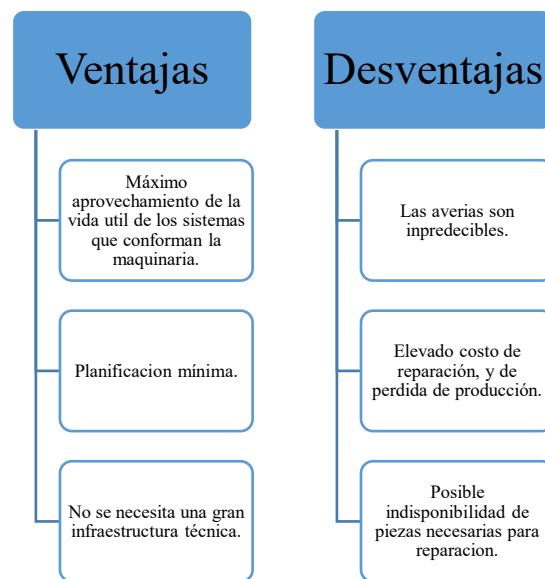 Ventajas
Máximo
aprovechamiento de la
vida util de los sistemas
que conforman la
maquinaria.
Planificacion mínima.
No se necesita una gran
infraestructura técnica.
Desventajas
Las averias son
inpredecibles.
Elevado costo de
reparación, y de
perdida de producción.
Posible
indisponibilidad de
piezas necesarias para
reparacion.